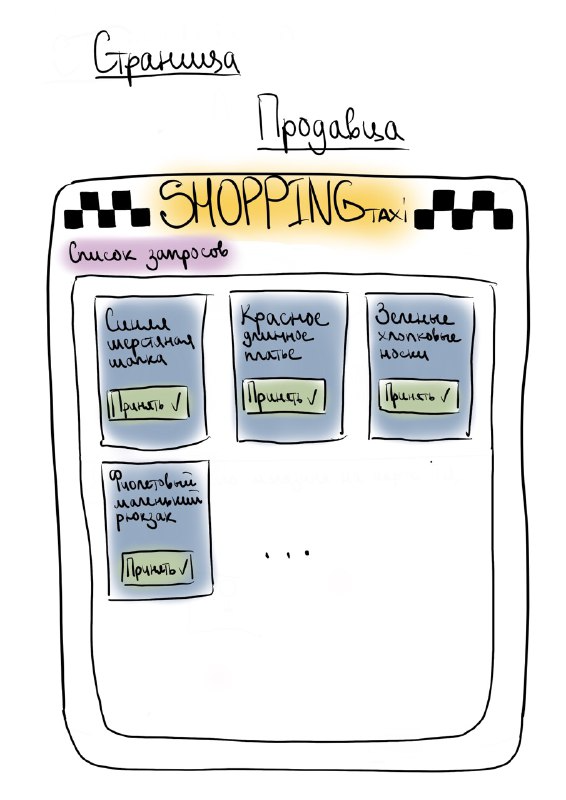 Страница
Продавца
SHOPPING TAXI
Список запросов
Синяя
шерстяная
шапка
Принять ✓
Красное
длинное
платье
Принять ✓
Зеленые
хлопковые
носки
Принять ✓
Фиолетовый
маленький
рюкзак
Принять ✓
...